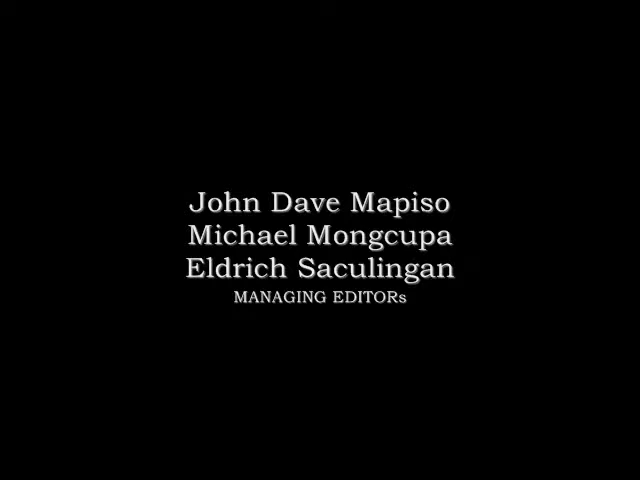 John Dave Mapiso
Michael Mongcupa
Eldrich Saculingan
MANAGING EDITORs